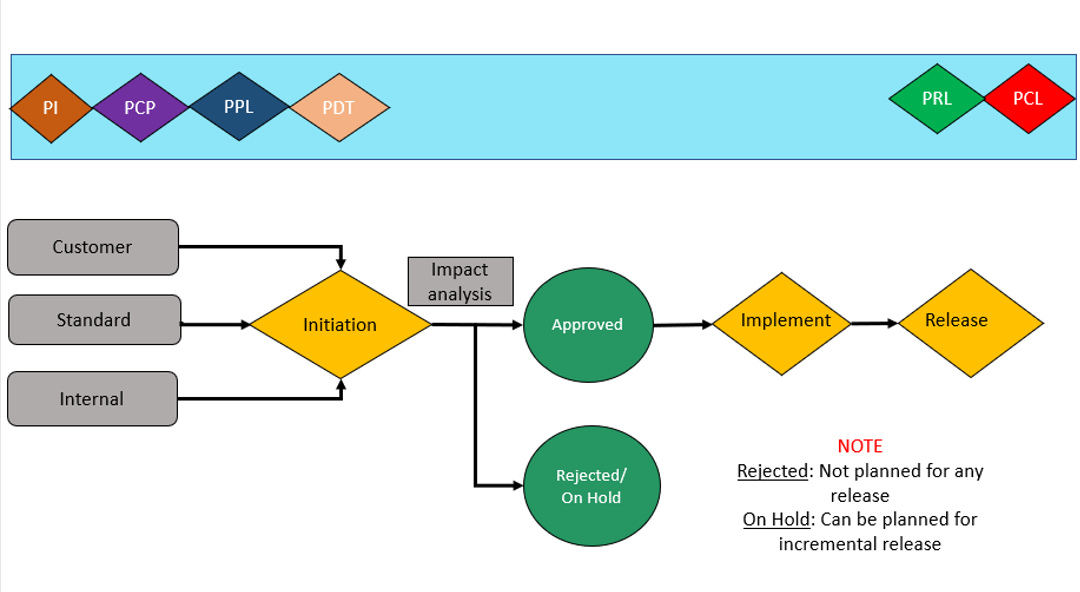 PI
PCP
PPL
PDT
PRL
PCL
Customer
Standard
Internal
Initiation
Impact
analysis
Approved
Implement
Release
Rejected/
On Hold
NOTE
Rejected: Not planned for any
release
On Hold: Can be planned for
incremental release